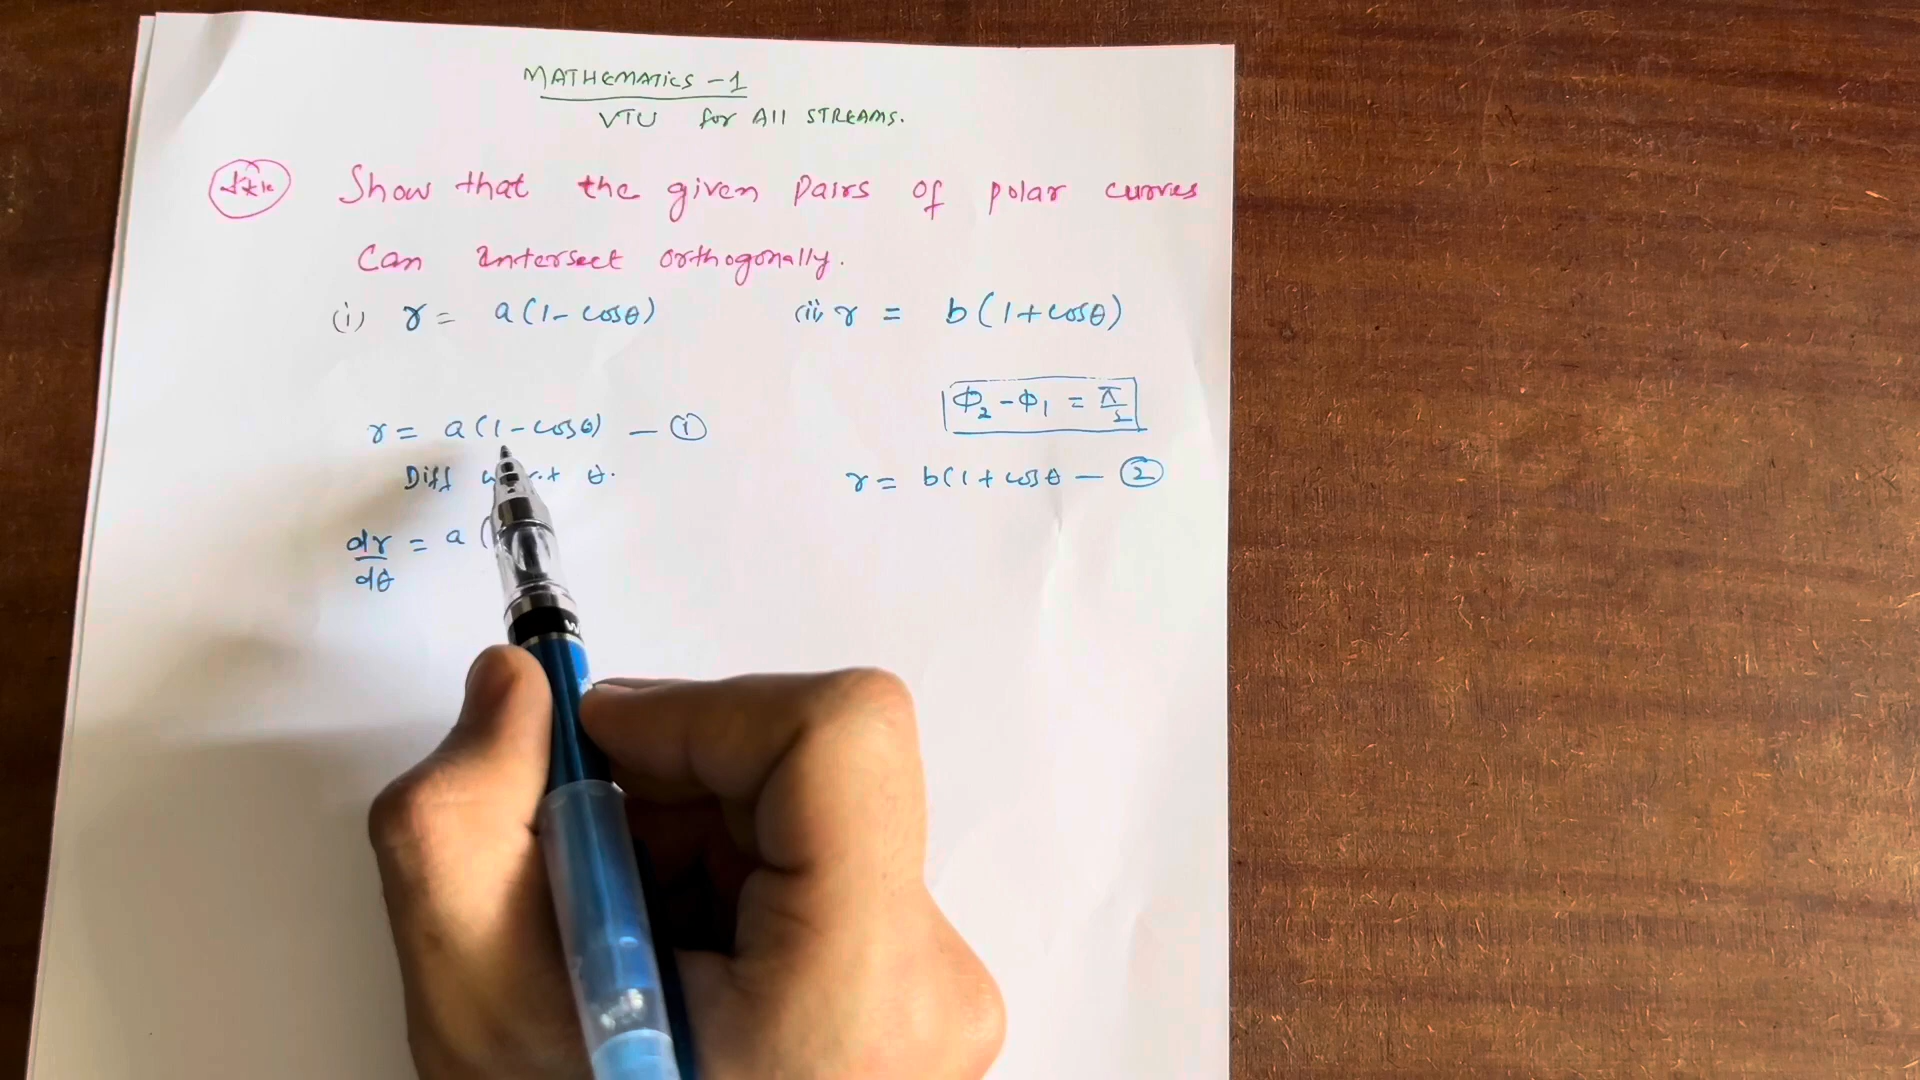 MATHEMATICS - 1
VTU for All STREAMS.
Show that the given Pairs of polar curves
Can Intersect orthogonally.
(i) r = a(1 - cosθ)
(ii) r = b(1 + cosθ)
Φ₂ - Φ₁ = π/2
r = a(1 - cosθ) — ①
Diff θ.
r = b(1 + cosθ — ②
dr/dθ = a (